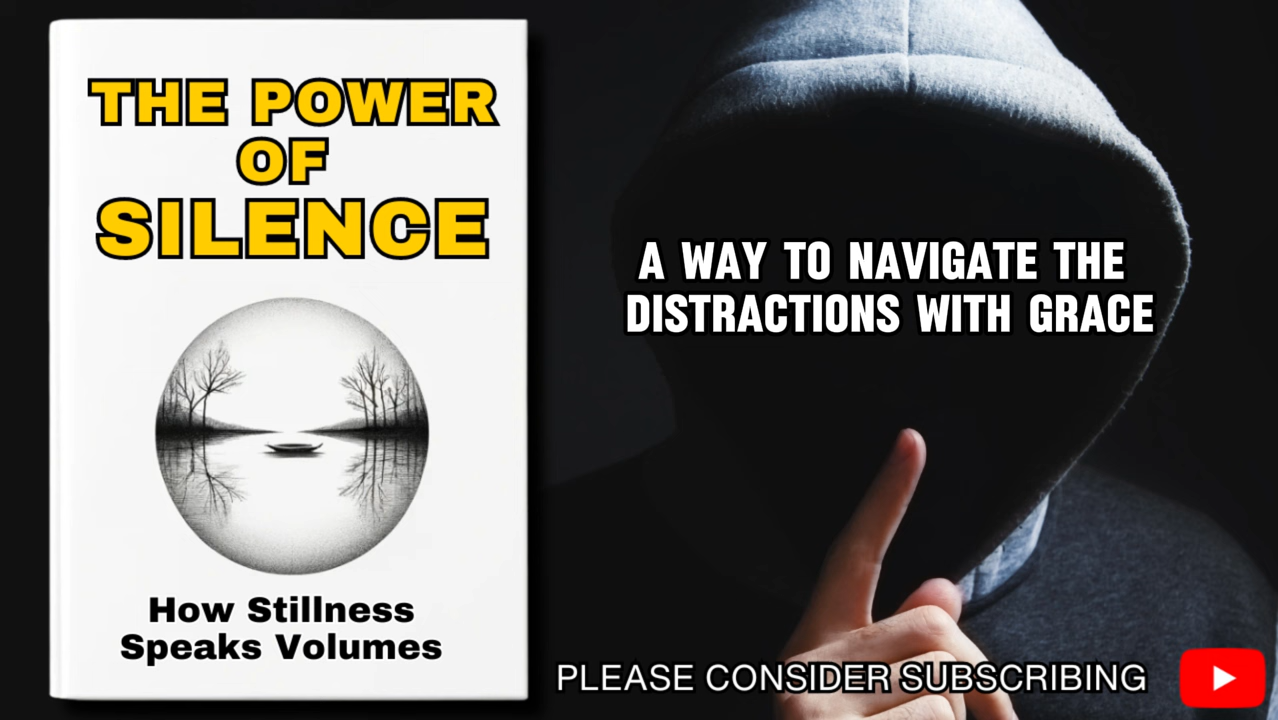 THE POWER
OF
SILENCE
How Stillness
Speaks Volumes
A WAY TO NAVIGATE THE
DISTRACTIONS WITH GRACE
PLEASE CONSIDER SUBSCRIBING